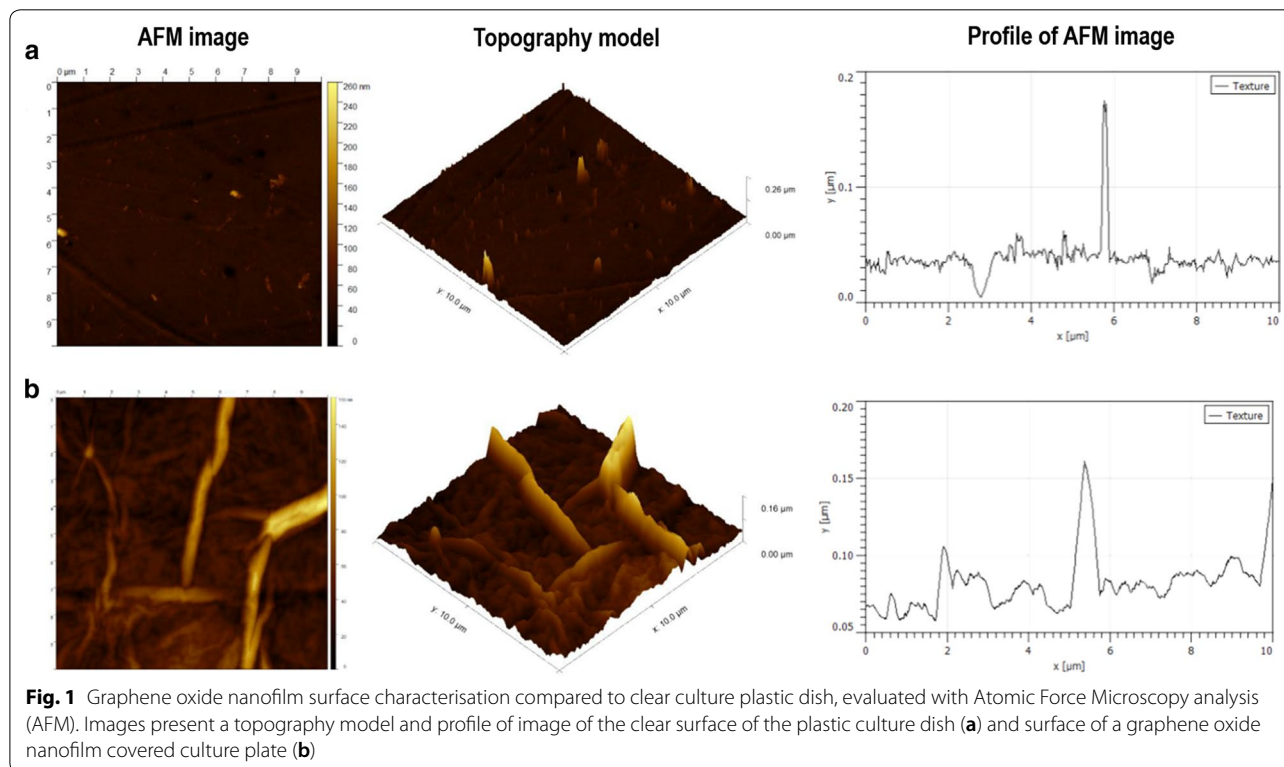 AFM image
Topography model
Profile of AFM image
a
0 µm 1 2 3 4 5 6 7 8 9
0
1
2
3
4
5
6
7
8
9
260 nm
240
220
200
180
160
140
120
100
80
60
40
20
0
0.26 µm
0.00 µm
y: 10.0 µm
x: 10.0 µm
0.2
0.1
0.0
y [µm]
Texture
0 2 4 6 8 10
x [µm]
b
0.16 µm
0.00 µm
y: 10.0 µm
x: 10.0 µm
0.20
0.15
0.10
0.05
y [µm]
Texture
0 2 4 6 8 10
x [µm]
Fig. 1 Graphene oxide nanofilm surface characterisation compared to clear culture plastic dish, evaluated with Atomic Force Microscopy analysis
(AFM). Images present a topography model and profile of image of the clear surface of the plastic culture dish (a) and surface of a graphene oxide
nanofilm covered culture plate (b)